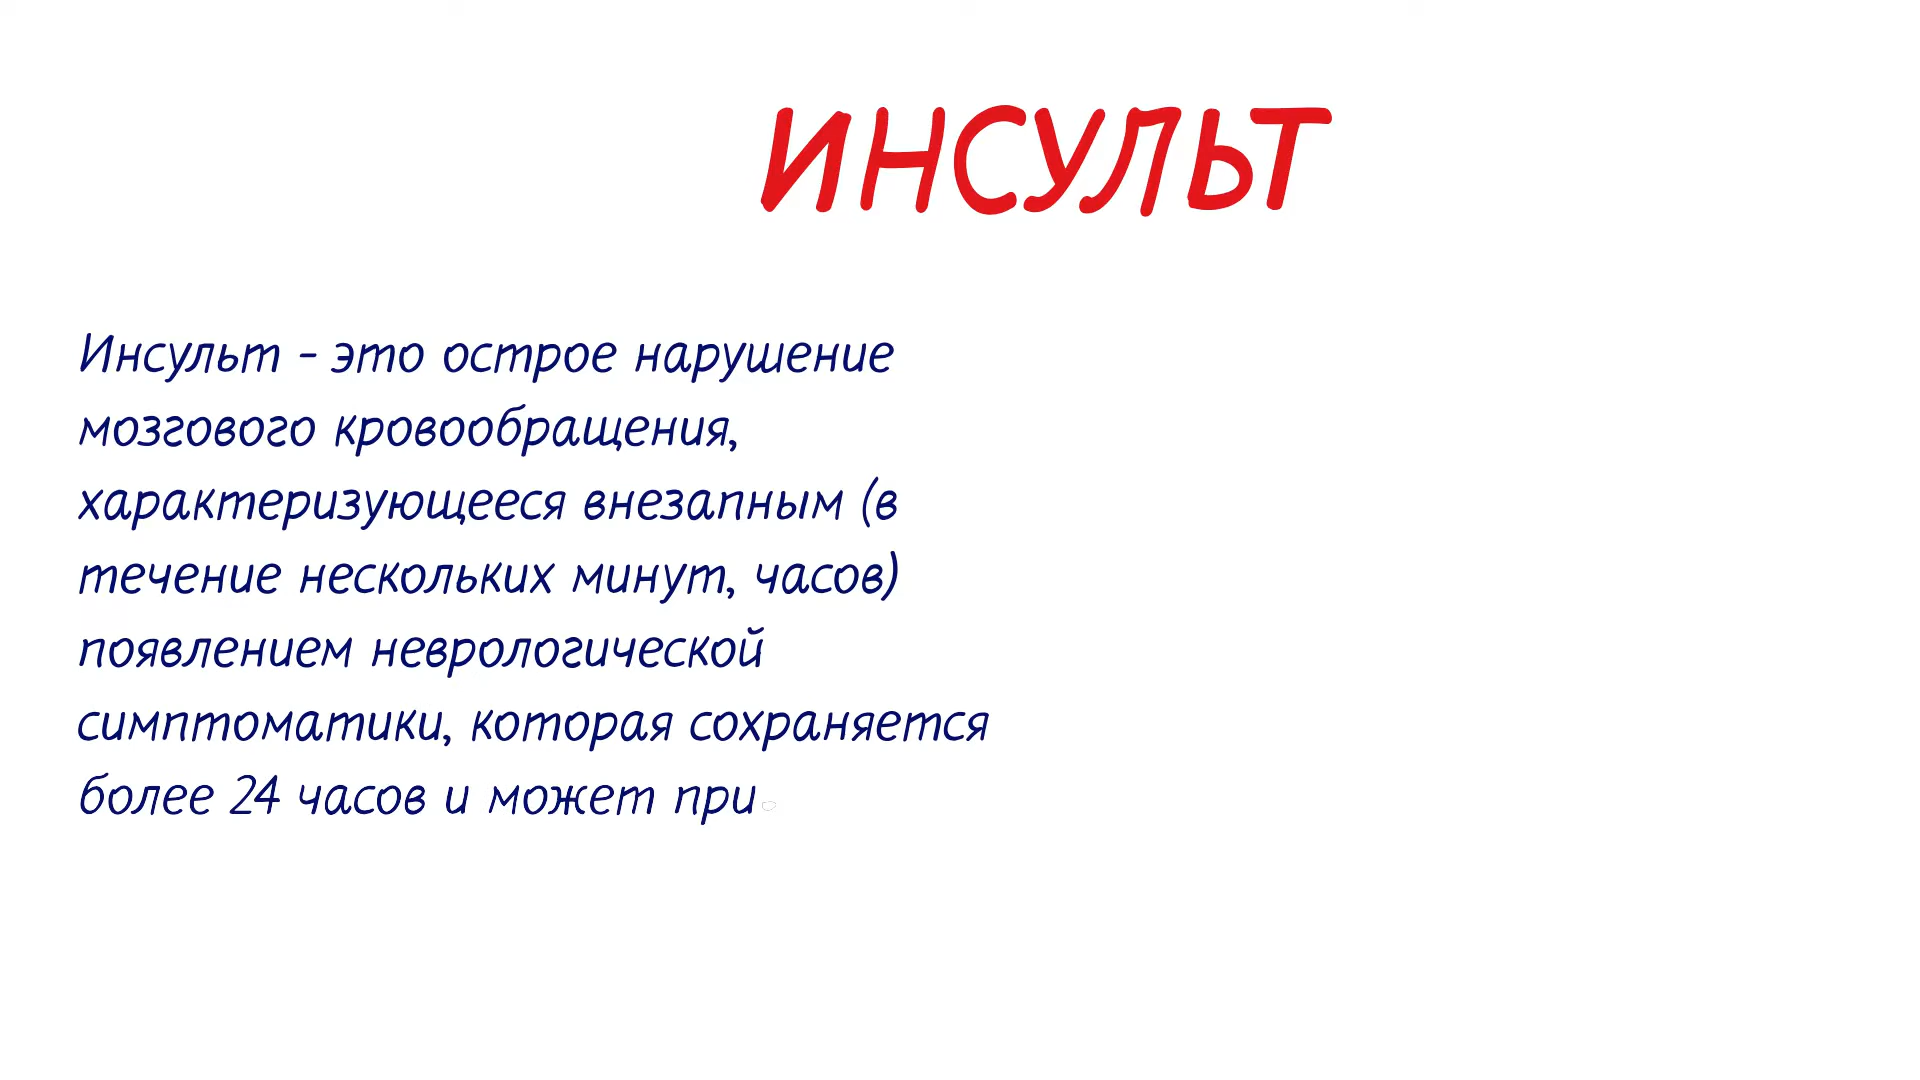 ИНСУЛЬТ
Инсульт - это острое нарушение
мозгового кровообращения,
характеризующееся внезапным (в
течение нескольких минут, часов)
появлением неврологической
симптоматики, которая сохраняется
более 24 часов и может при